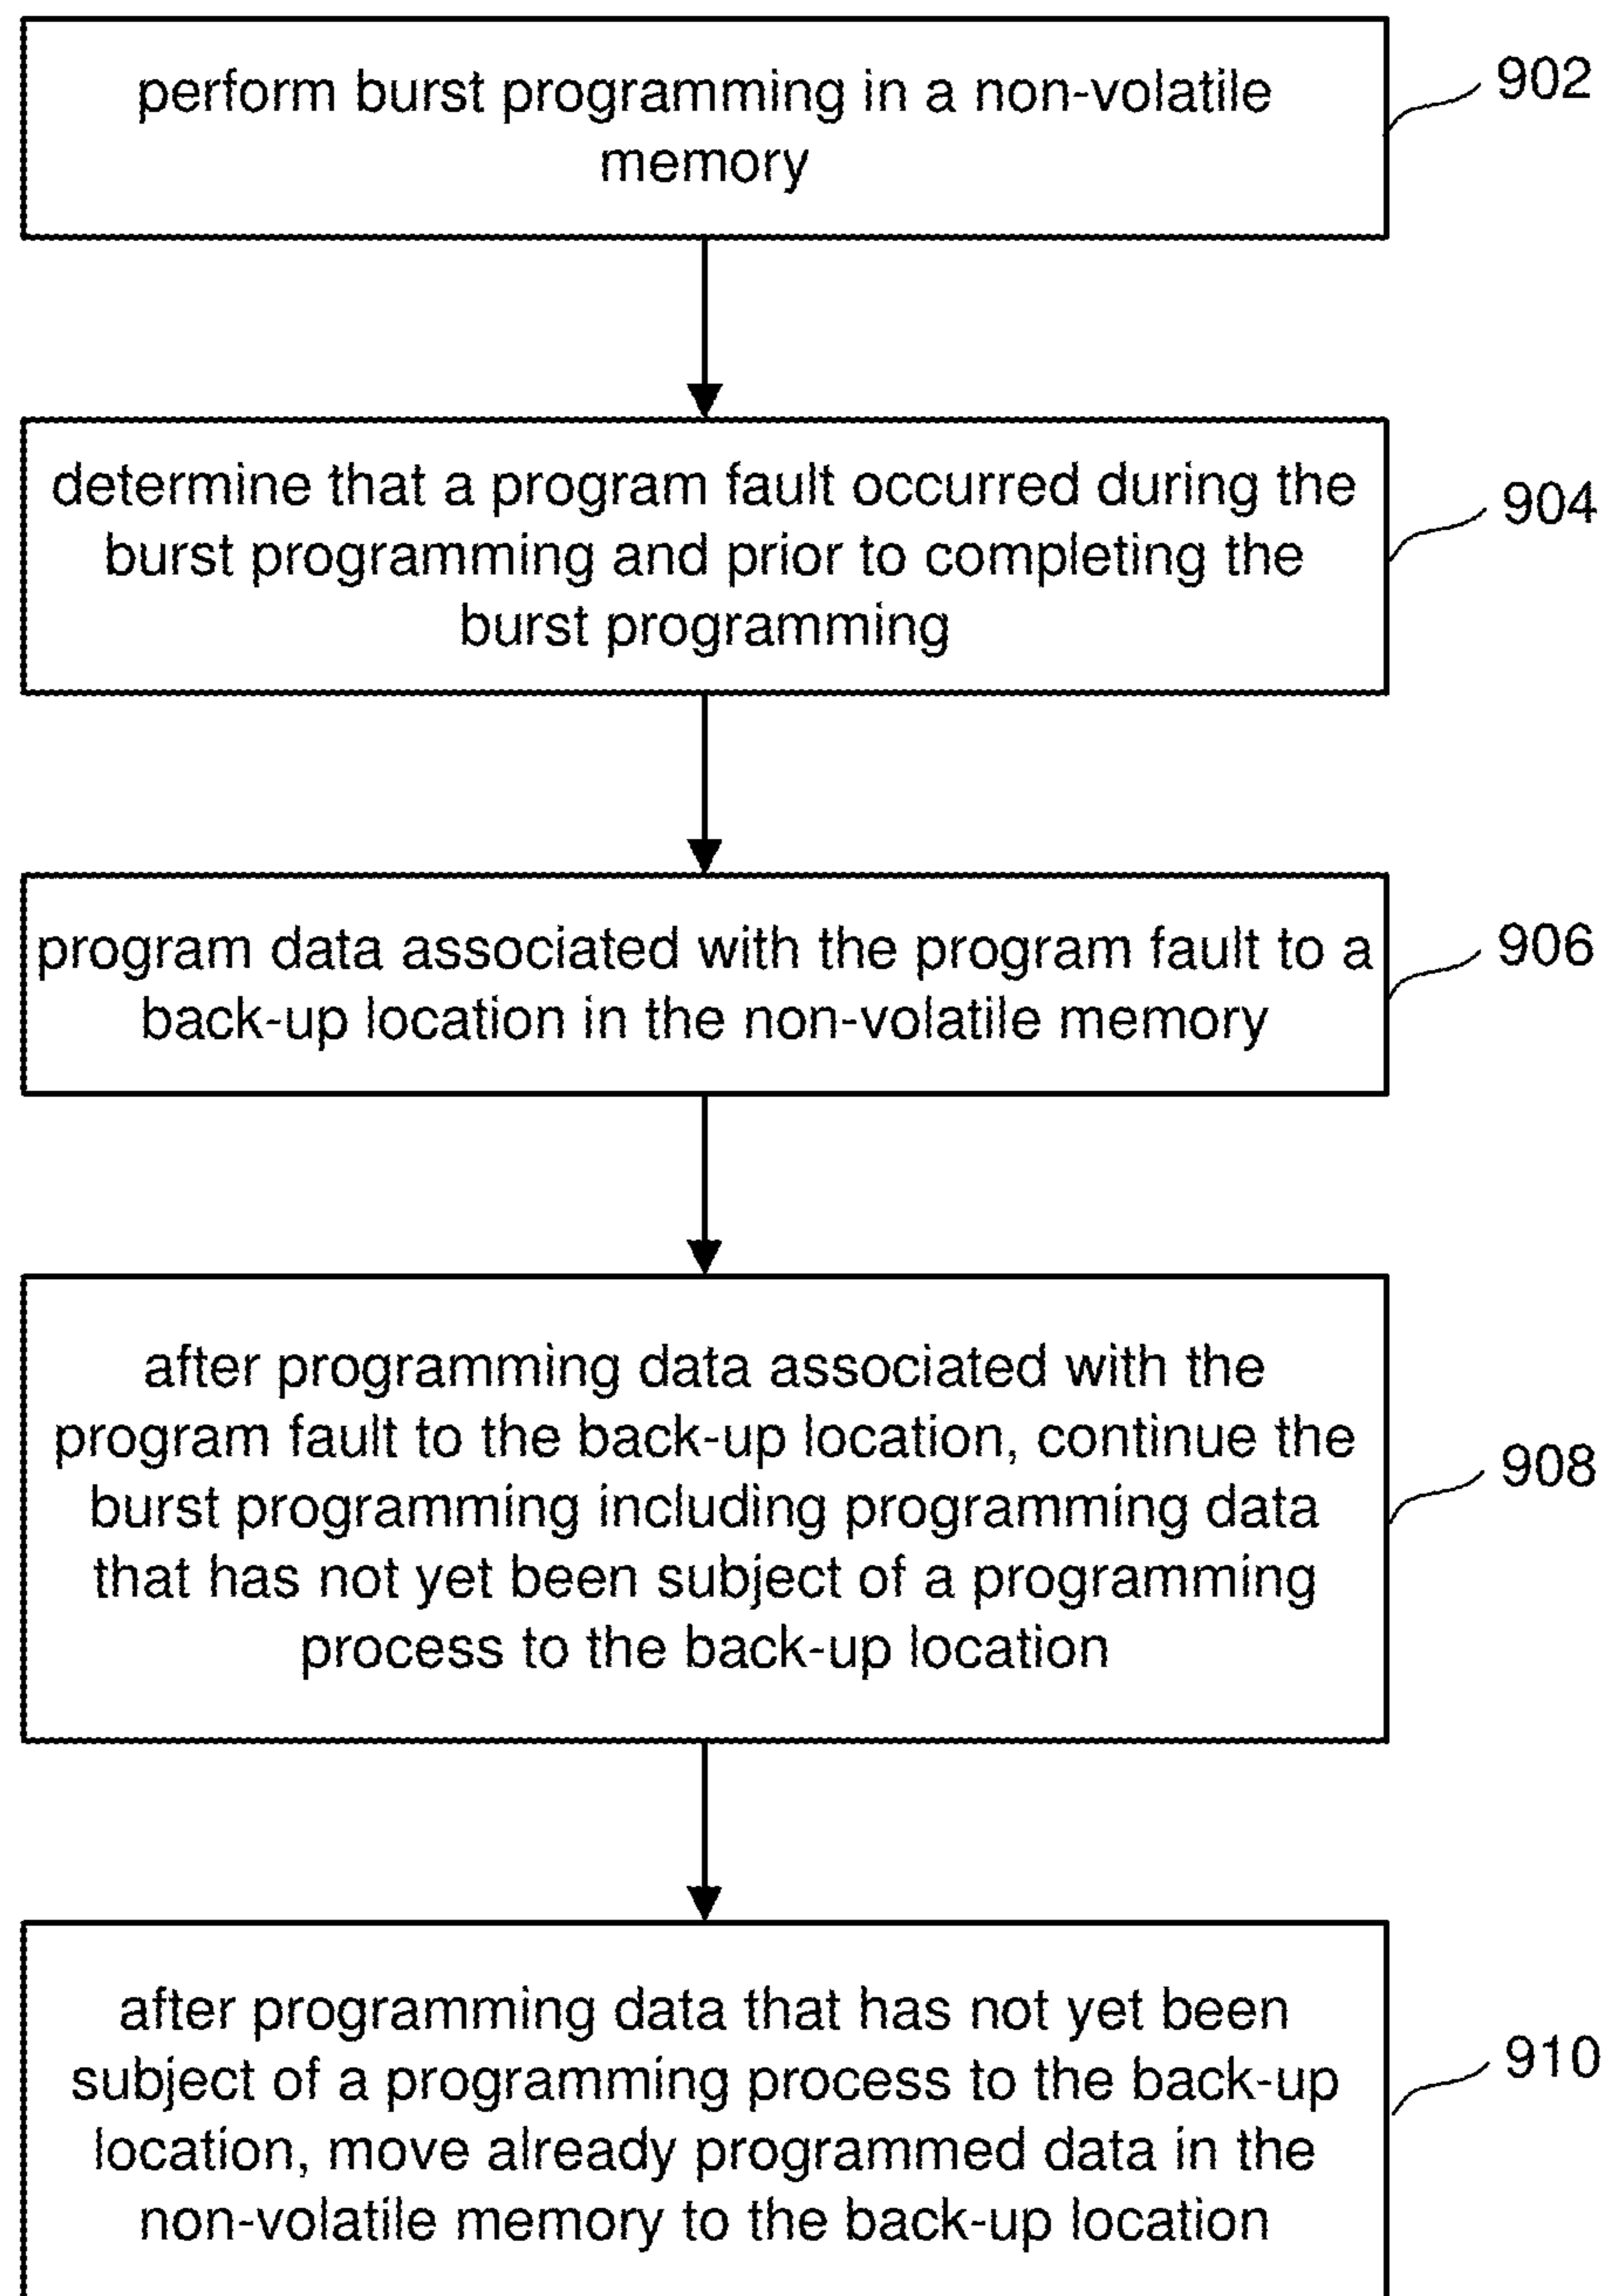 perform burst programming in a non-volatile
memory
902
determine that a program fault occurred during the
burst programming and prior to completing the
burst programming
904
program data associated with the program fault to a
back-up location in the non-volatile memory
906
after programming data associated with the
program fault to the back-up location, continue the
burst programming including programming data
that has not yet been subject of a programming
process to the back-up location
908
after programming data that has not yet been
subject of a programming process to the back-up
location, move already programmed data in the
non-volatile memory to the back-up location
910